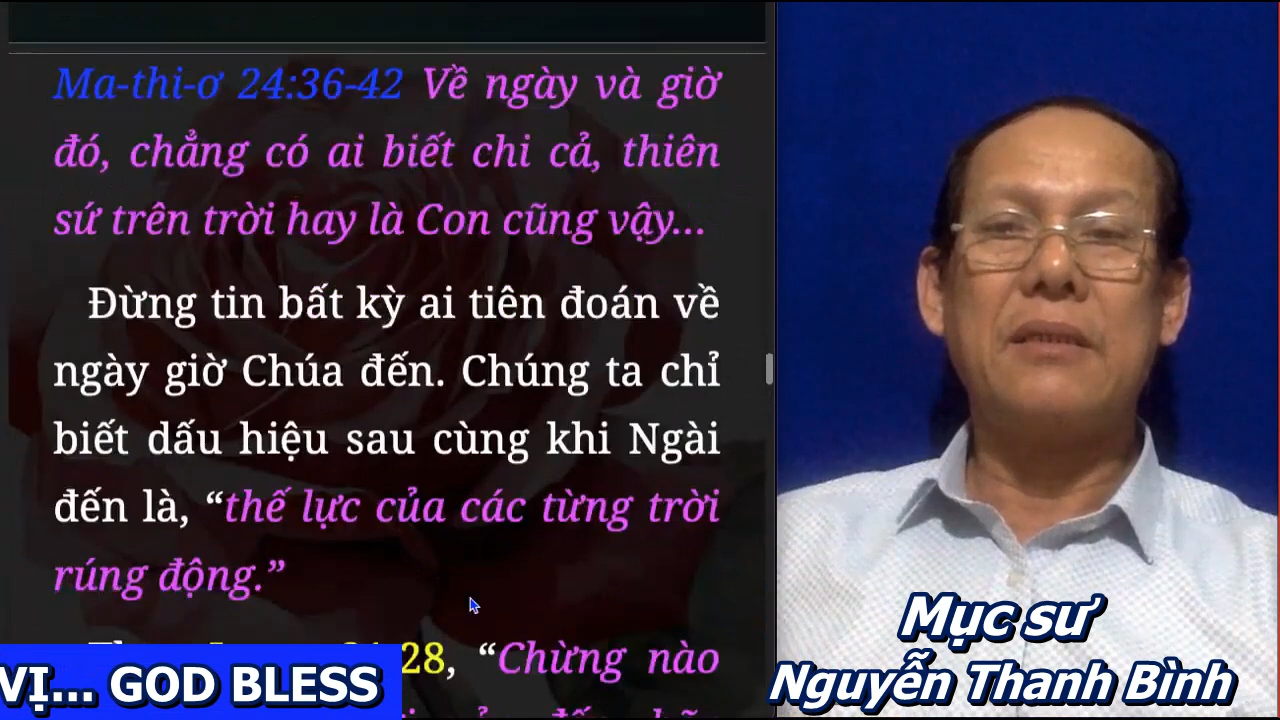 Ma-thi-ơ 24:36-42 Về ngày và giờ
đó, chẳng có ai biết chi cả, thiên
sứ trên trời hay là Con cũng vậy...
Đừng tin bất kỳ ai tiên đoán về
ngày giờ Chúa đến. Chúng ta chỉ
biết dấu hiệu sau cùng khi Ngài
đến là, “thế lực của các từng trời
rúng động.”
28, “Chừng nào
VỊ... GOD BLESS
Mục sư
Nguyễn Thanh Bình